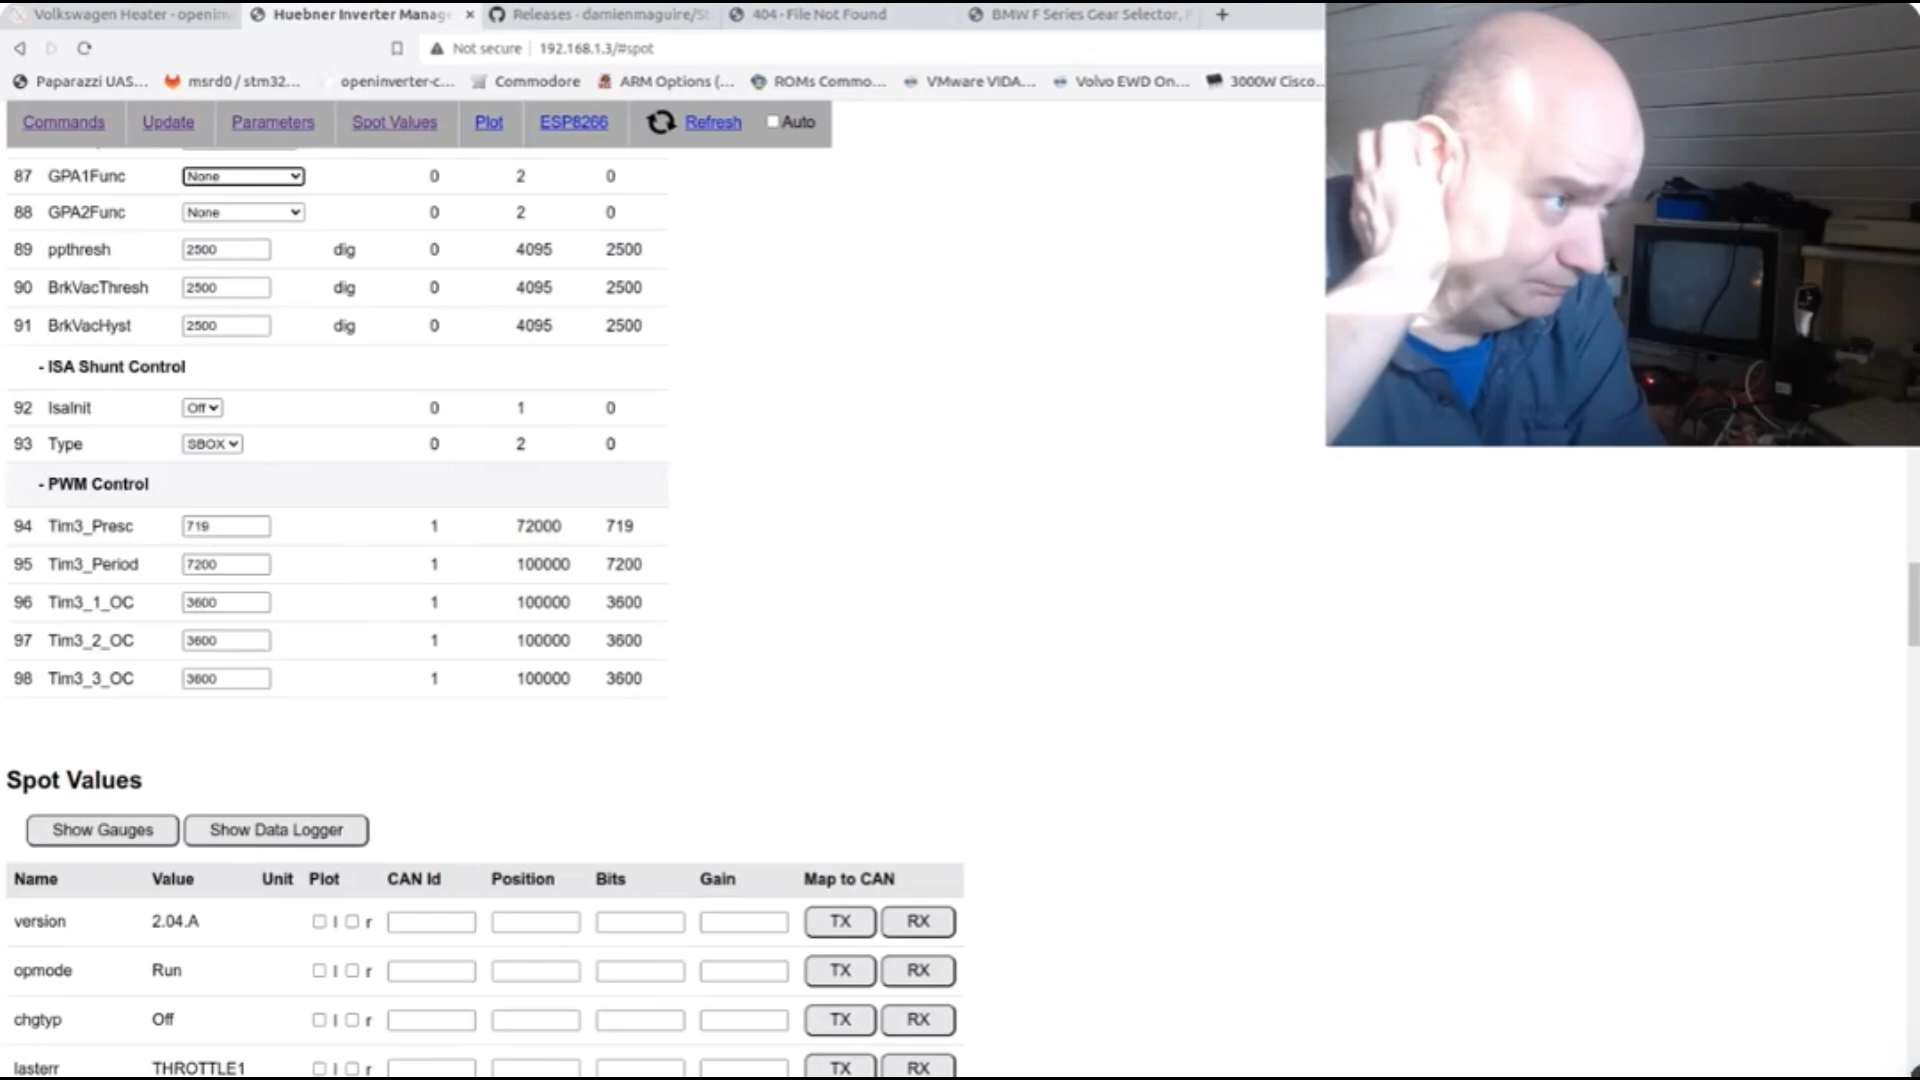 Volkswagen Heater - openin
Huebner Inverter Manag × Releases - damienmaguire/St 404 - File Not Found BMW F Series Gear Selector, +
Not secure | 192.168.1.3/#spot
Paparazzi UAS... msrd0 / stm32... openinverter-c... Commodore ARM Options (... ROMs Commo... VMware VIDA... Volvo EWD On... 3000W Cisco...
Commands Update Parameters Spot Values Plot ESP8266 Refresh Auto
87 GPA1Func None 0 2 0
88 GPA2Func None 0 2 0
89 ppthresh 2500 dig 0 4095 2500
90 BrkVacThresh 2500 dig 0 4095 2500
91 BrkVacHyst 2500 dig 0 4095 2500
- ISA Shunt Control
92 IsaInit Off 0 1 0
93 Type SBOX 0 2 0
- PWM Control
94 Tim3_Presc 719 1 72000 719
95 Tim3_Period 7200 1 100000 7200
96 Tim3_1_OC 3600 1 100000 3600
97 Tim3_2_OC 3600 1 100000 3600
98 Tim3_3_OC 3600 1 100000 3600
Spot Values
Show Gauges Show Data Logger
Name Value Unit Plot CAN Id Position Bits Gain Map to CAN
version 2.04.A l r TX RX
opmode Run l r TX RX
chgtyp Off l r TX RX
lasterr THROTTLE1 l r TX RX